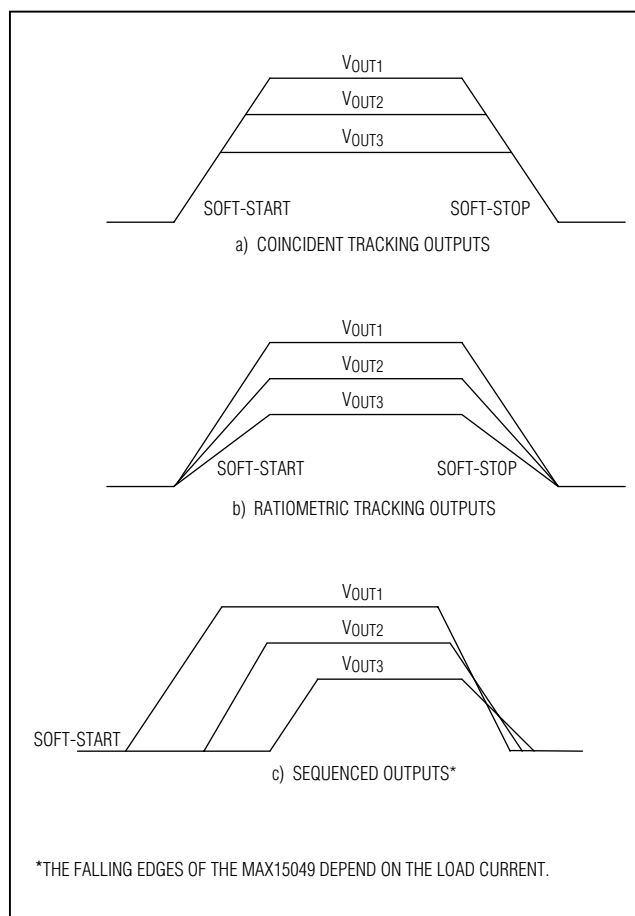 VOUT1
VOUT2
VOUT3
SOFT-START SOFT-STOP
a) COINCIDENT TRACKING OUTPUTS
VOUT1
VOUT2
VOUT3
SOFT-START SOFT-STOP
b) RATIOMETRIC TRACKING OUTPUTS
VOUT1
VOUT2
VOUT3
SOFT-START
c) SEQUENCED OUTPUTS*
*THE FALLING EDGES OF THE MAX15049 DEPEND ON THE LOAD CURRENT.